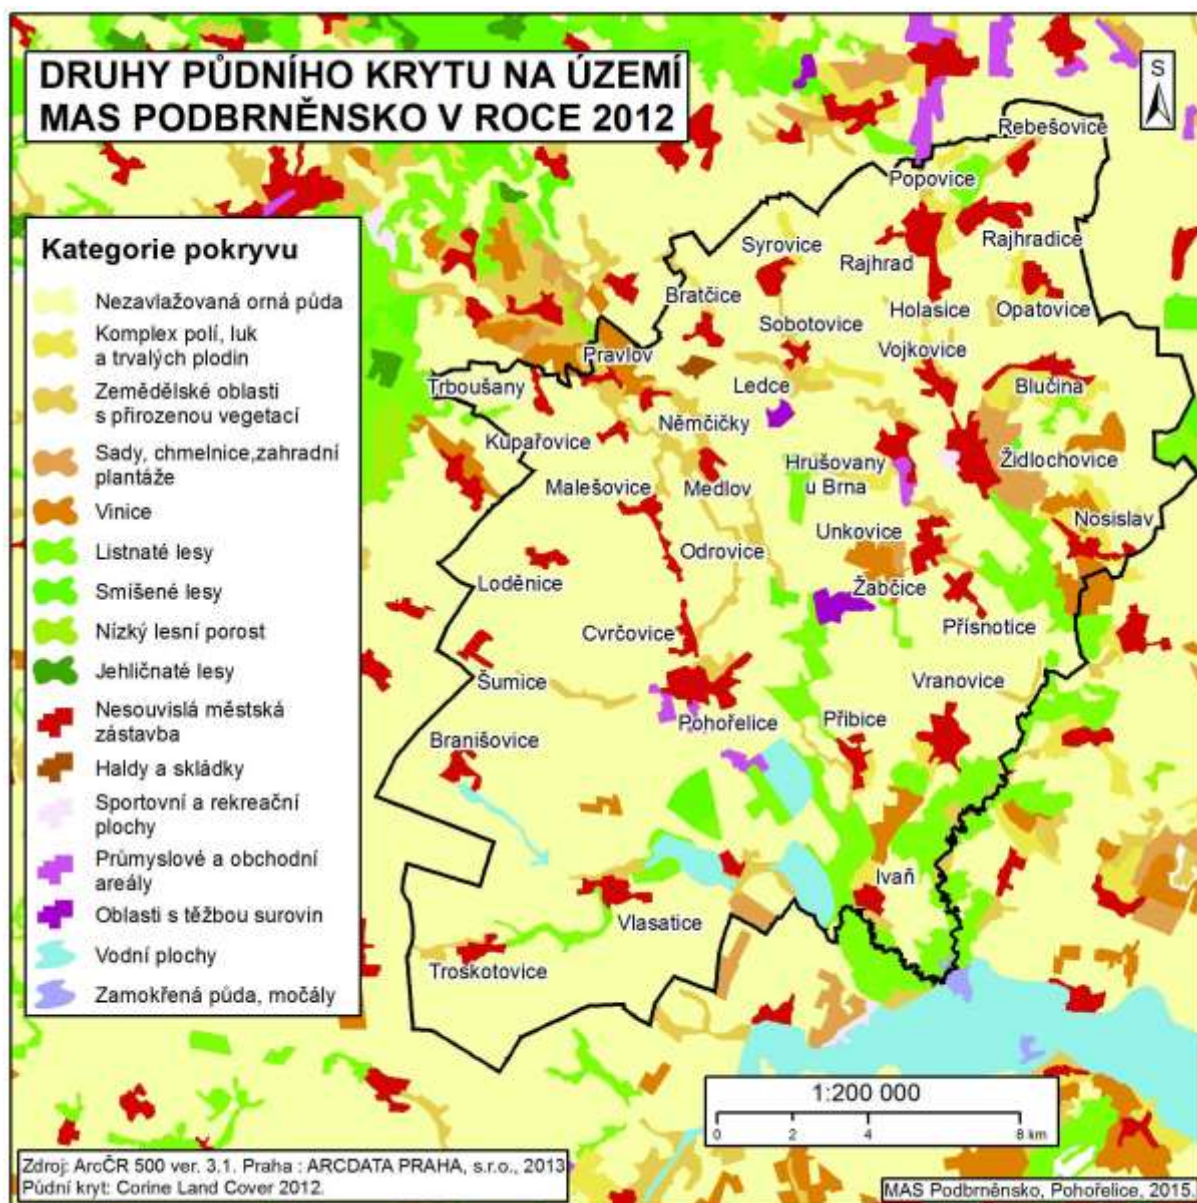 DRUHY PŮDNÍHO KRYTU NA ÚZEMÍ
MAS PODBRNĚNSKO V ROCE 2012
S
Kategorie pokryvu
Nezavlažovaná orná půda
Komplex polí, luk
a trvalých plodin
Zemědělské oblasti
s přirozenou vegetací
Sady, chmelnice,zahradní
plantáže
Vinice
Listnaté lesy
Smíšené lesy
Nízký lesní porost
Jehličnaté lesy
Nesouvislá městská
zástavba
Haldy a skládky
Sportovní a rekreační
plochy
Průmyslové a obchodní
areály
Oblasti s těžbou surovin
Vodní plochy
Zamokřená půda, močály
Rebešovice
Popovice
Rajhradice
Syrovice
Rajhrad
Bratčice
Holasice
Opatovice
Sobotovice
Vojkovice
Pravlov
Trboušany
Ledce
Blučina
Němčičky
Kupařovice
Hrušovany
u Brna
Židlochovice
Malešovice
Medlov
Nosislav
Unkovice
Odrovice
Loděnice
Žabčice
Cvrčovice
Přísnotice
Šumice
Vranovice
Pohořelice
Přibice
Branišovice
Ivaň
Vlasatice
Troskotovice
1:200 000
0 2 4 8 km
Zdroj: ArcČR 500 ver. 3.1. Praha : ARCDATA PRAHA, s.r.o., 2013
Půdní kryt: Corine Land Cover 2012.
MAS Podbrněnsko, Pohořelice, 2015